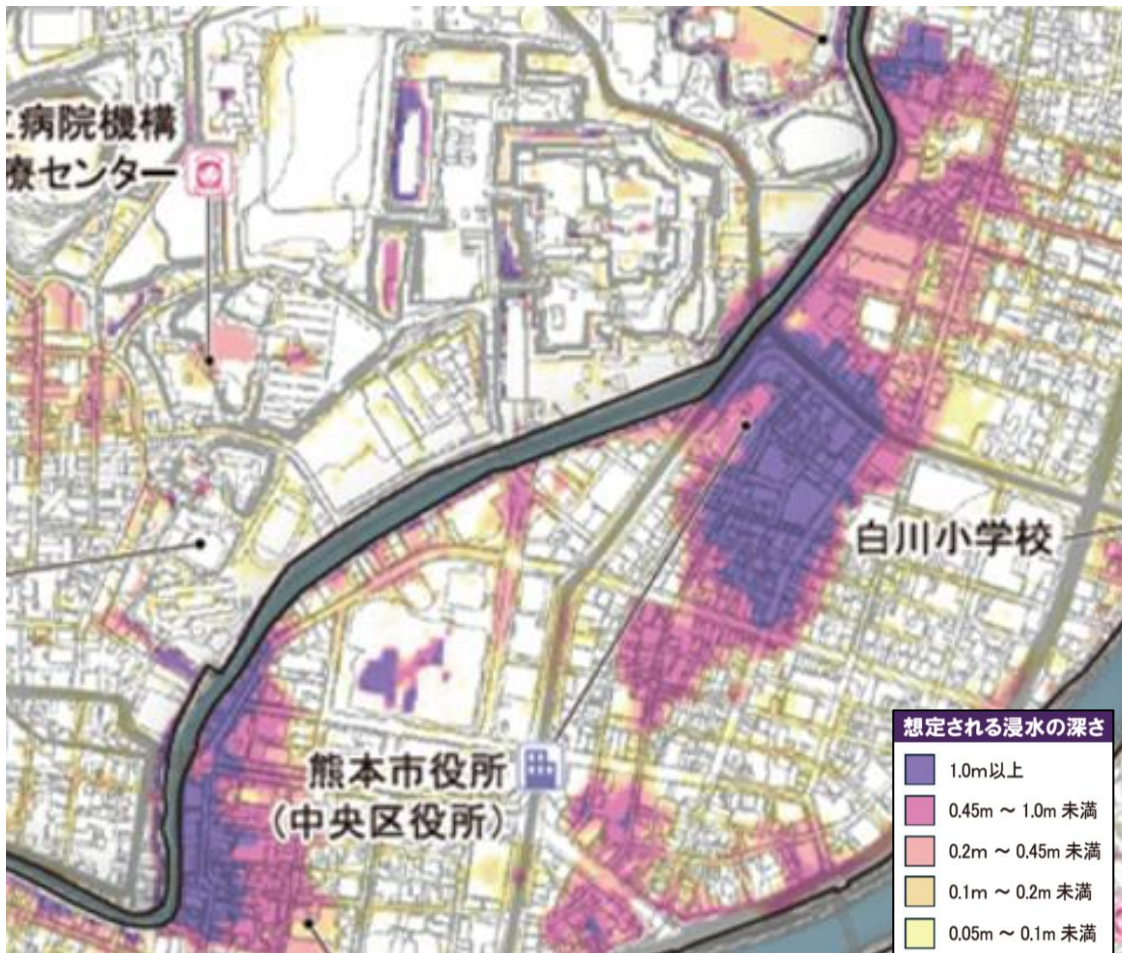 病院機構
療センター
白川小学校
熊本市役所
（中央区役所）
想定される浸水の深さ
1.0m以上
0.45m ～ 1.0m 未満
0.2m ～ 0.45m 未満
0.1m ～ 0.2m 未満
0.05m ～ 0.1m 未満